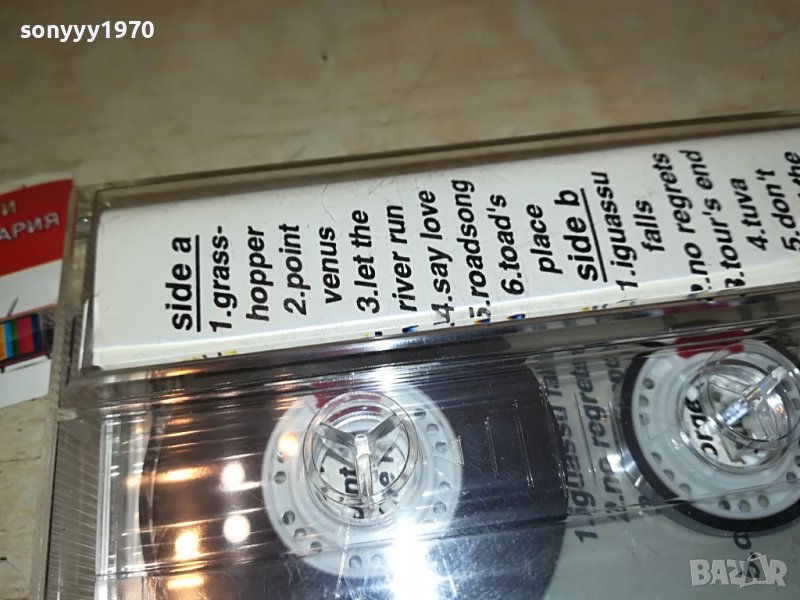 sonyyy1970
И
АРИЯ
side a
1.grass-
hopper
2.point
venus
3.let the
river run
4.say love
5.roadsong
6.toad's
place
side b
1.iguassu
falls
2.no regrets
3.tour's end
4.tuva
5.don't
the
1.iguassu
2.no regrets
BAZAR